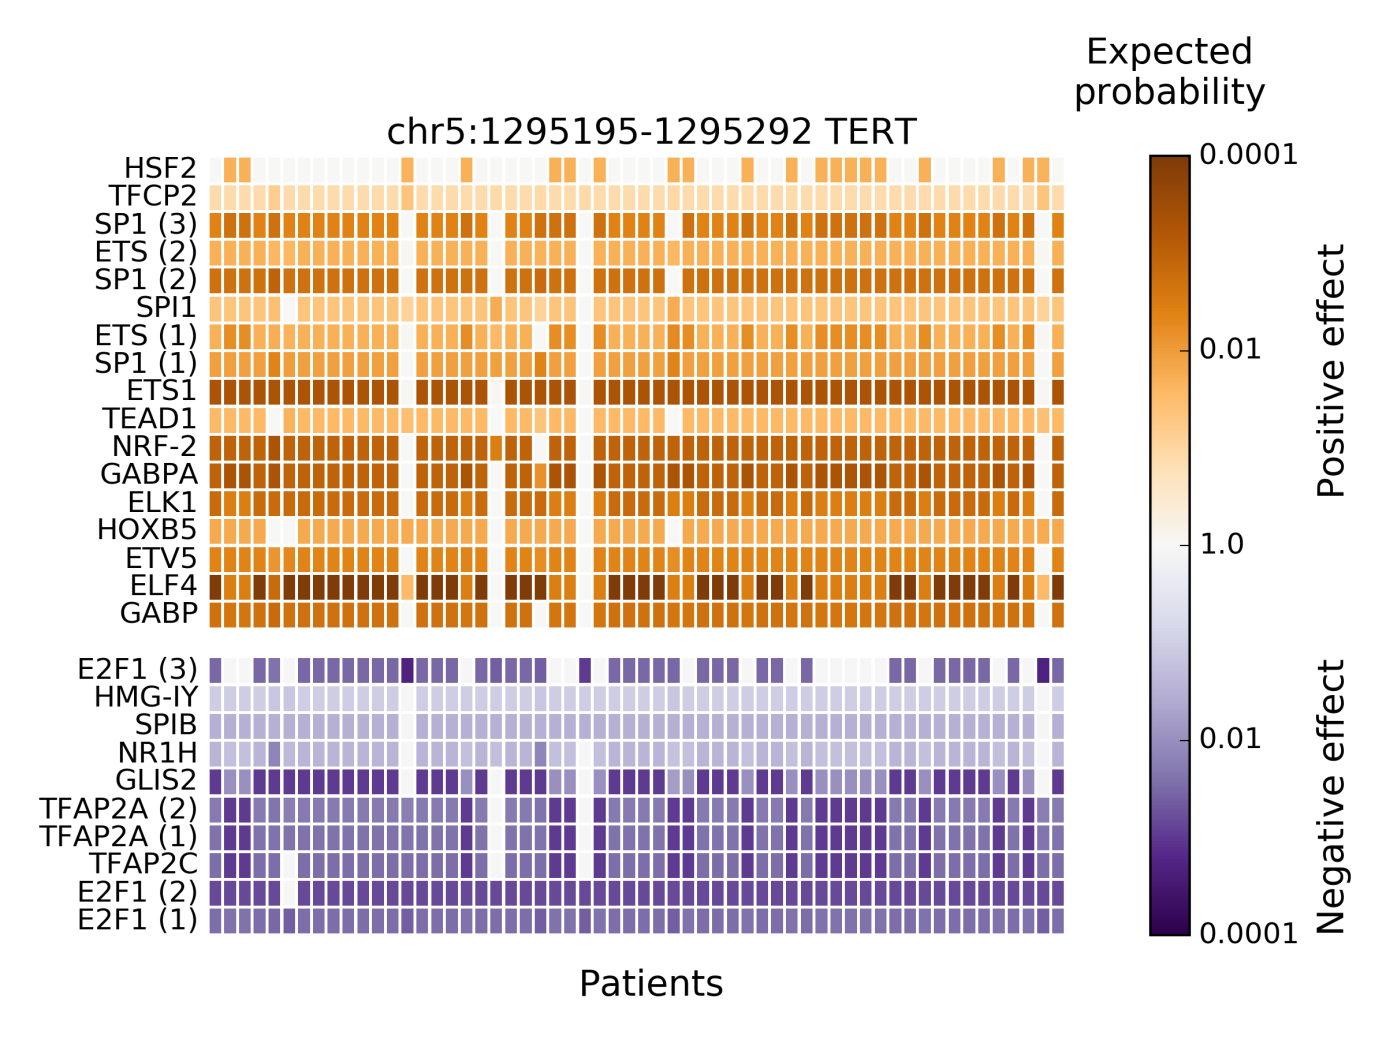 Expected
probability
chr5:1295195-1295292 TERT
HSF2
TFCP2
SP1 (3)
ETS (2)
SP1 (2)
SPI1
ETS (1)
SP1 (1)
ETS1
TEAD1
NRF-2
GABPA
ELK1
HOXB5
ETV5
ELF4
GABP
E2F1 (3)
HMG-IY
SPIB
NR1H
GLIS2
TFAP2A (2)
TFAP2A (1)
TFAP2C
E2F1 (2)
E2F1 (1)
Patients
0.0001
0.01
1.0
0.01
0.0001
Positive effect
Negative effect